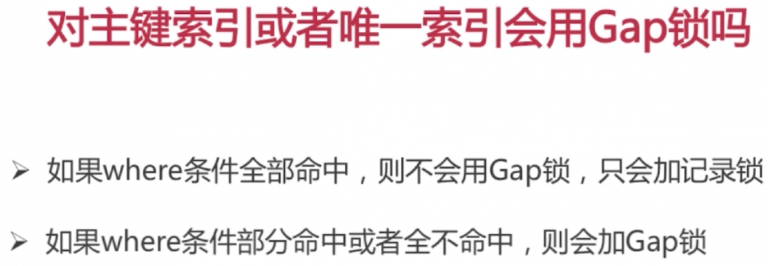 对主键索引或者唯一索引会用Gap锁吗
➢ 如果where条件全部命中，则不会用Gap锁，只会加记录锁
➢ 如果where条件部分命中或者全不命中，则会加Gap锁